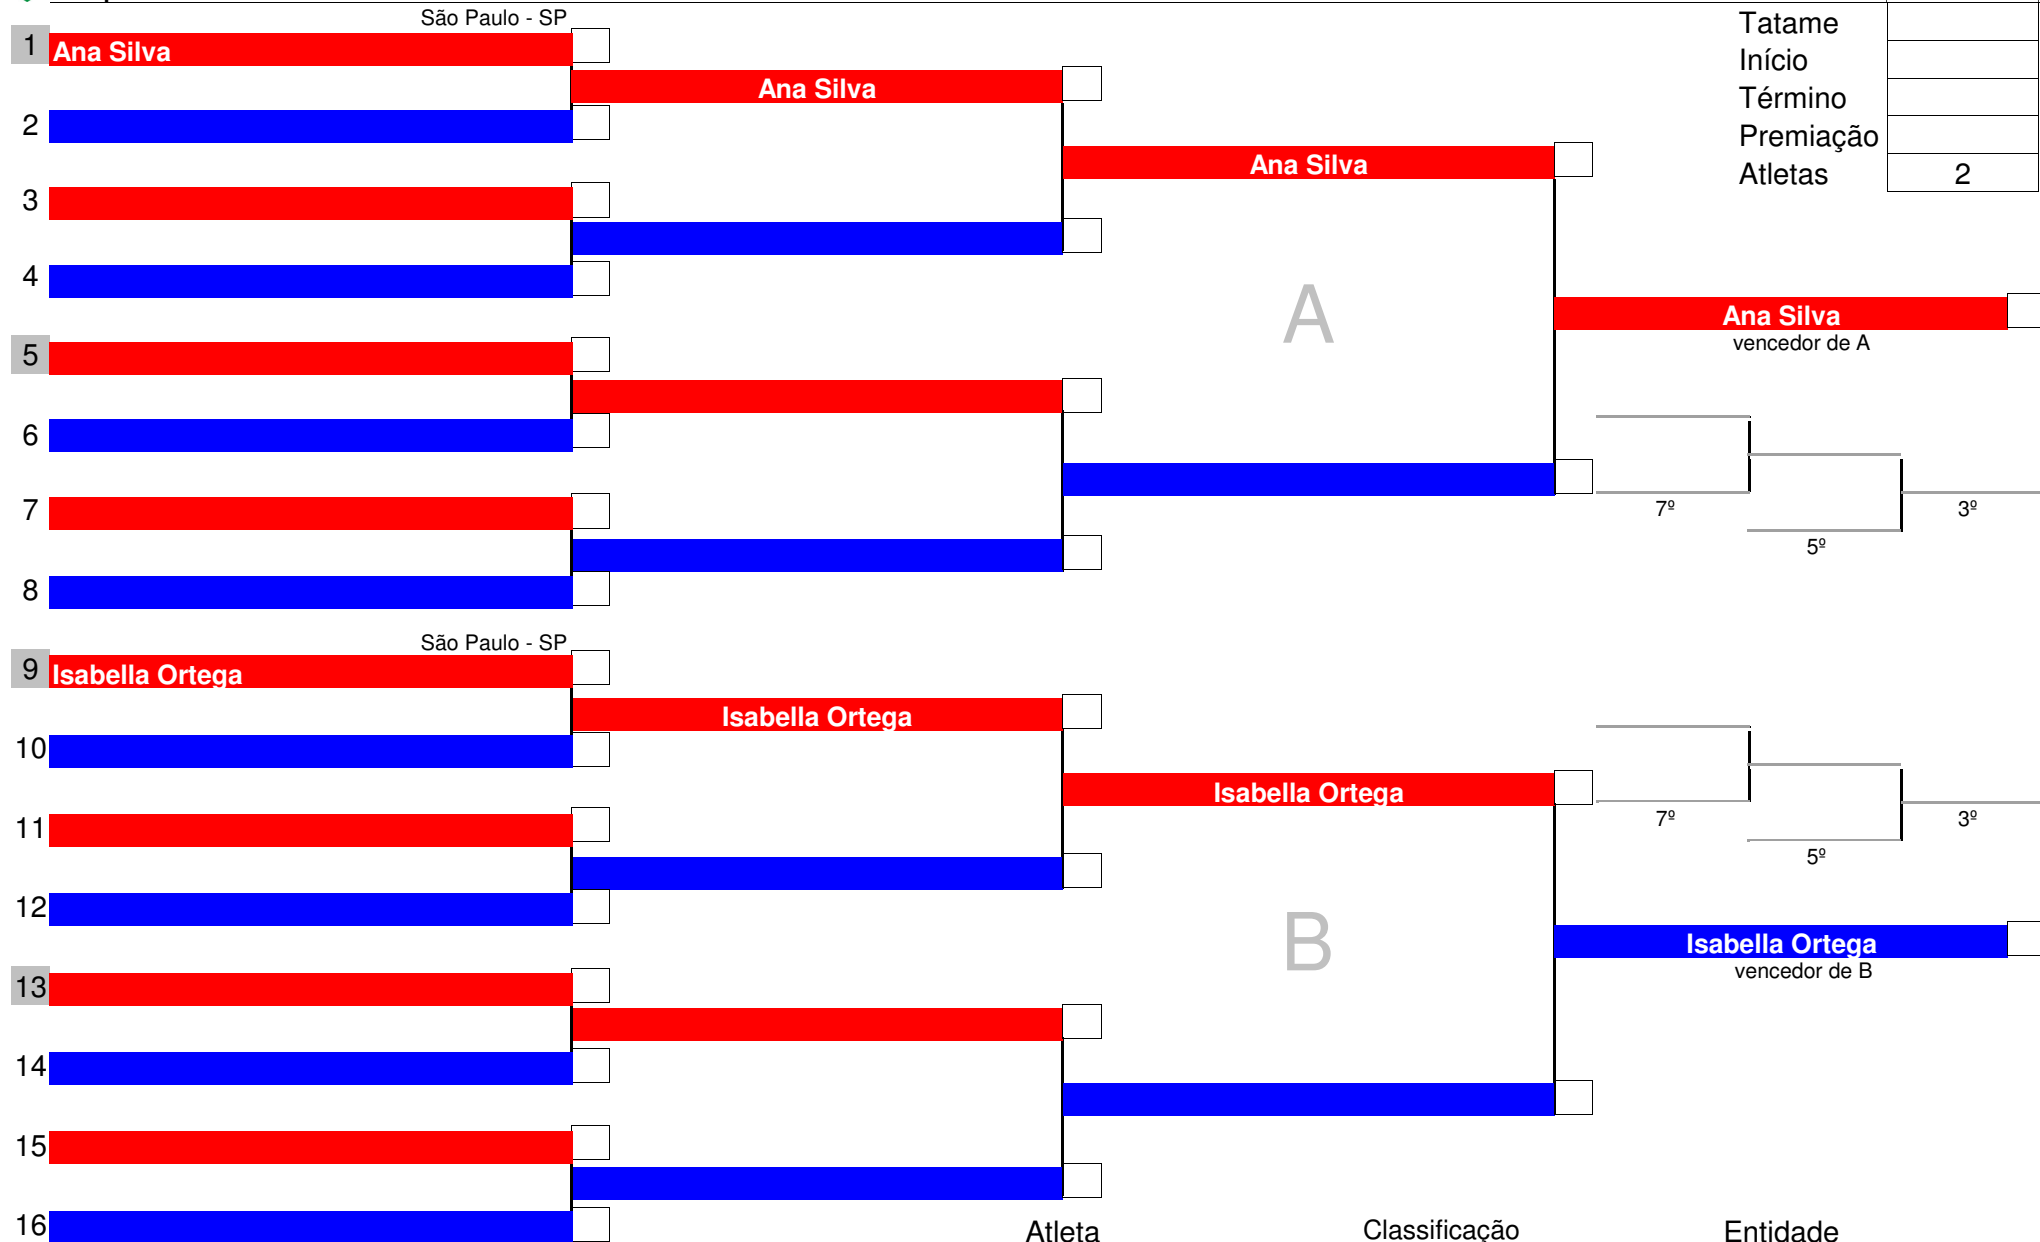 São Paulo - SP
Tatame
1 Ana Silva
Início
Ana Silva
Término
2
Premiação
Ana Silva
Atletas 2
3
4
A
Ana Silva
vencedor de A
5
6
7
7º 3º
5º
8
São Paulo - SP
9 Isabella Ortega
Isabella Ortega
10
Isabella Ortega
11
7º 3º
5º
12
B
Isabella Ortega
vencedor de B
13
14
15
16
Atleta Classificação Entidade